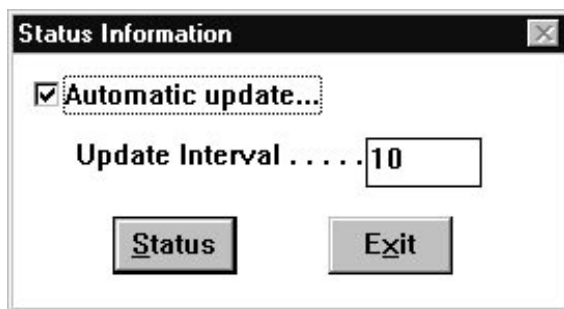 Status Information
Automatic update...
Update Interval . . . . . 10
Status Exit